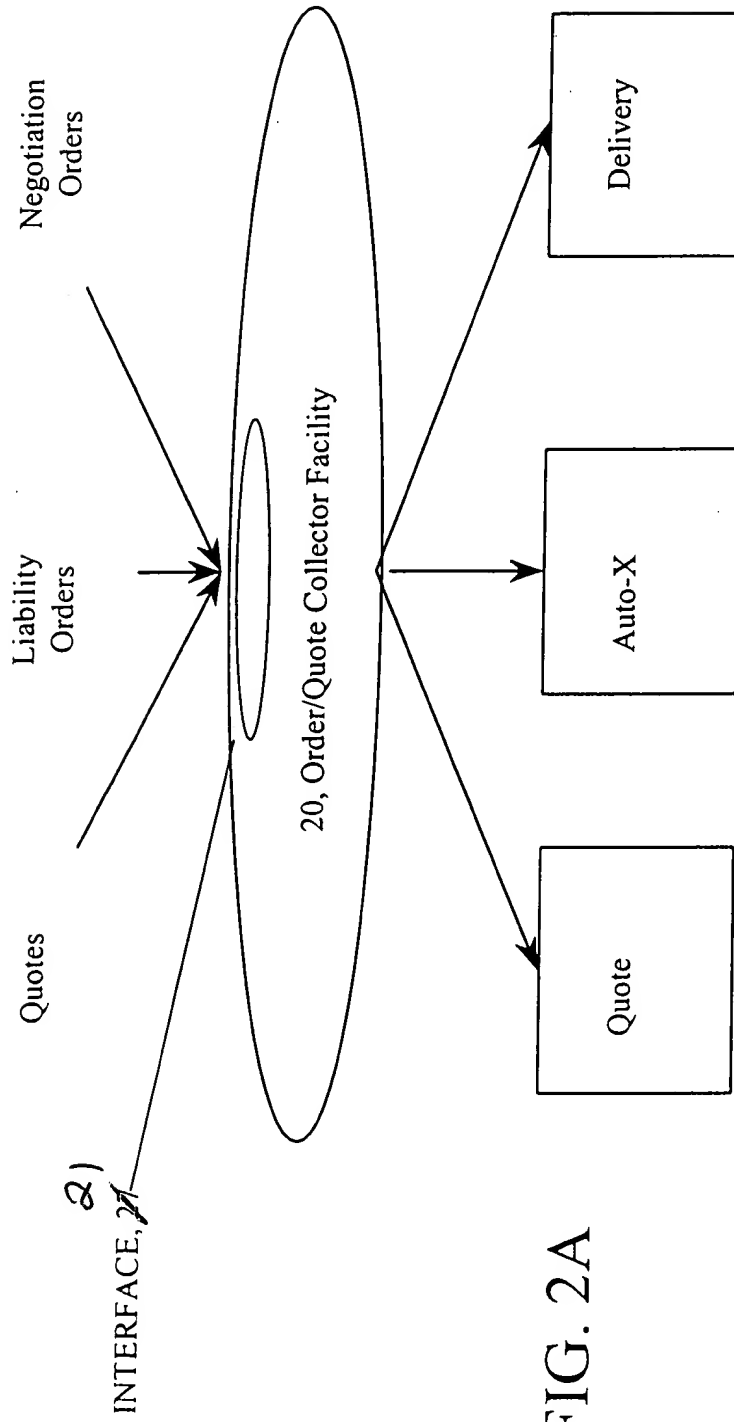 Quotes
Liability
Orders
Negotiation
Orders
INTERFACE, 21
20, Order/Quote Collector Facility
Quote
Auto-X
Delivery
FIG. 2A